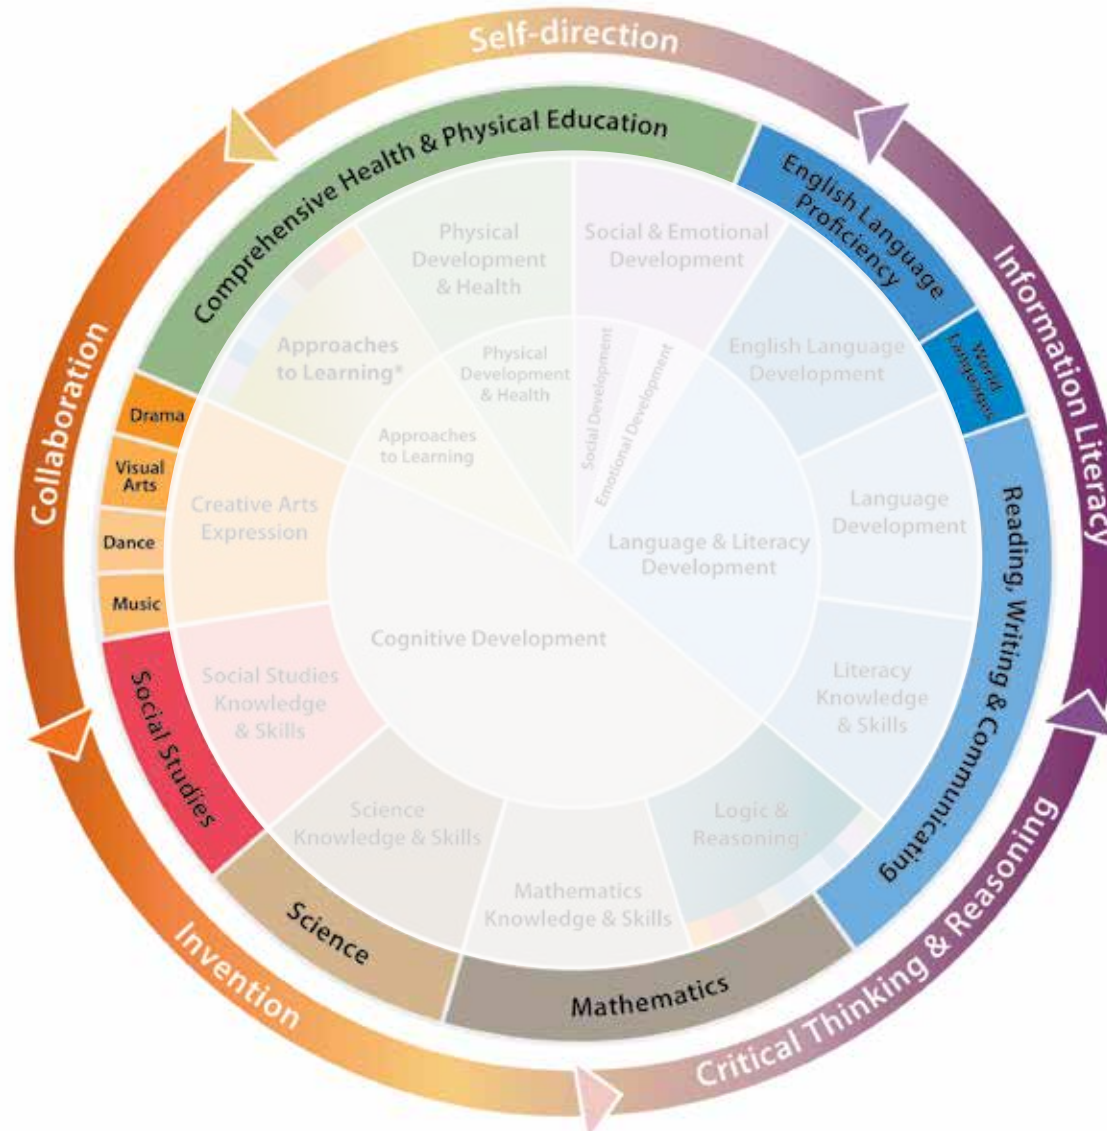 Self-direction
Information Literacy
Critical Thinking & Reasoning
Invention
Collaboration
Comprehensive Health & Physical Education
English Language
Proficiency
World
Languages
Reading, Writing & Communicating
Mathematics
Science
Social Studies
Music
Dance
Visual
Arts
Drama
Physical
Development
& Health
Social & Emotional
Development
English Language
Development
Language
Development
Literacy
Knowledge
& Skills
Logic &
Reasoning
Mathematics
Knowledge & Skills
Science
Knowledge & Skills
Social Studies
Knowledge
& Skills
Creative Arts
Expression
Approaches
to Learning*
Physical
Development
& Health
Social Development
Emotional Development
Language & Literacy
Development
Cognitive Development
Approaches
to Learning